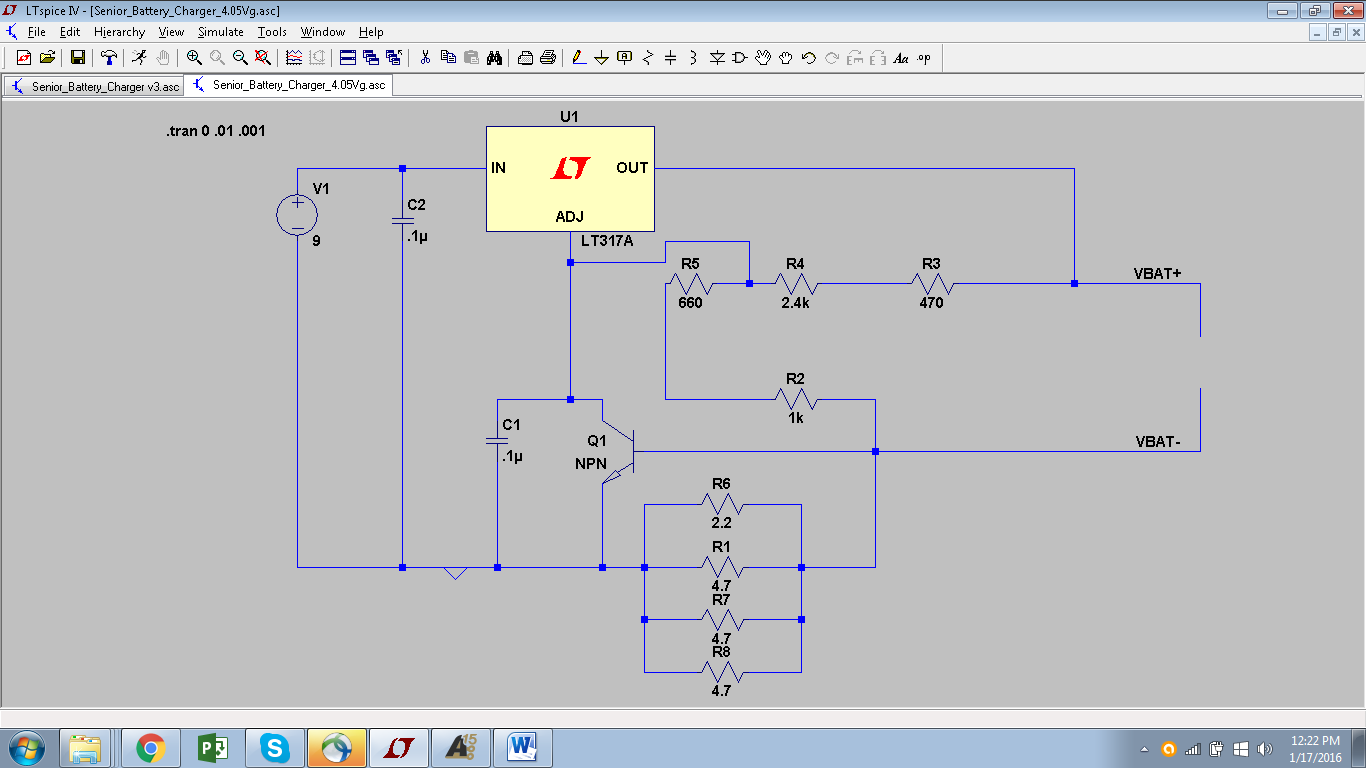 LTspice IV - [Senior_Battery_Charger_4.05Vg.asc]
File Edit Hierarchy View Simulate Tools Window Help
Aa .op
Senior_Battery_Charger v3.asc Senior_Battery_Charger_4.05Vg.asc
.tran 0 .01 .001
U1
IN OUT
ADJ
LT317A
V1
9
C2
.1µ
R5
660
R4
2.4k
R3
470
VBAT+
R2
1k
C1
.1µ
Q1
NPN
VBAT-
R6
2.2
R1
4.7
R7
4.7
R8
4.7
12:22 PM
1/17/2016